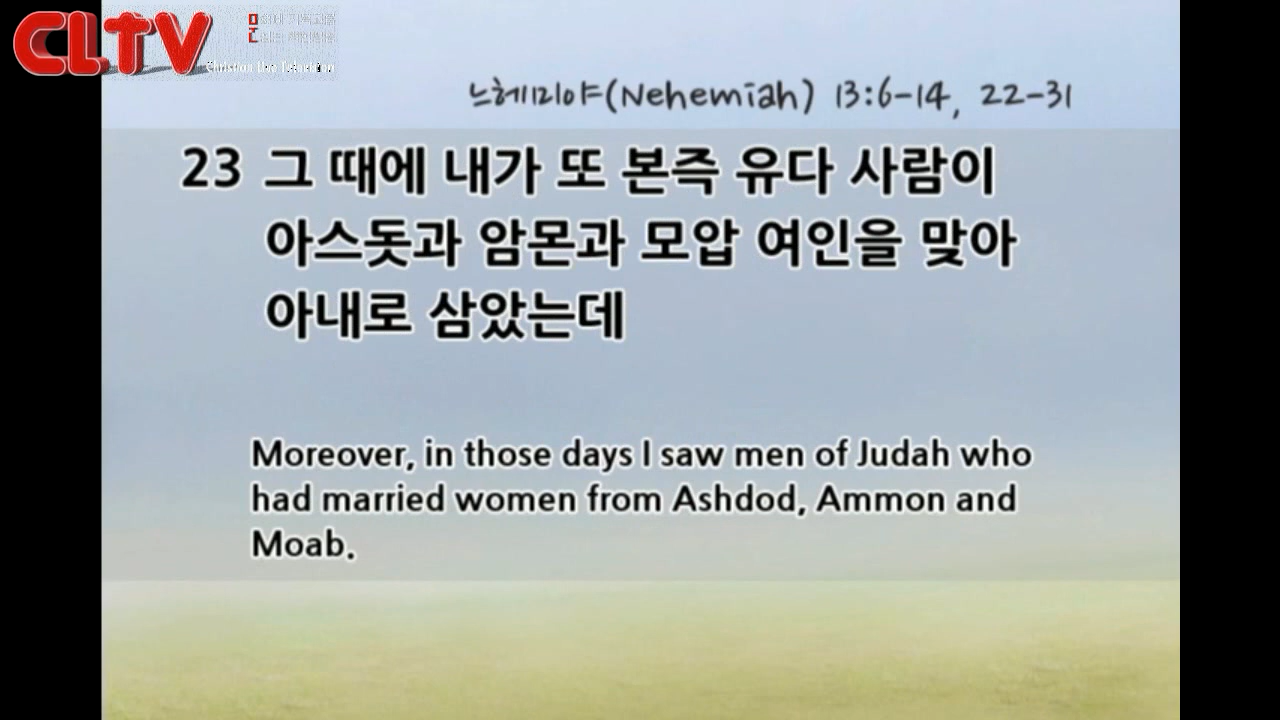 CLTV
Christian Live Television
느헤미야(Nehemiah) 13:6-14, 22-31
23 그 때에 내가 또 본즉 유다 사람이
아스돗과 암몬과 모압 여인을 맞아
아내로 삼았는데
Moreover, in those days I saw men of Judah who
had married women from Ashdod, Ammon and
Moab.